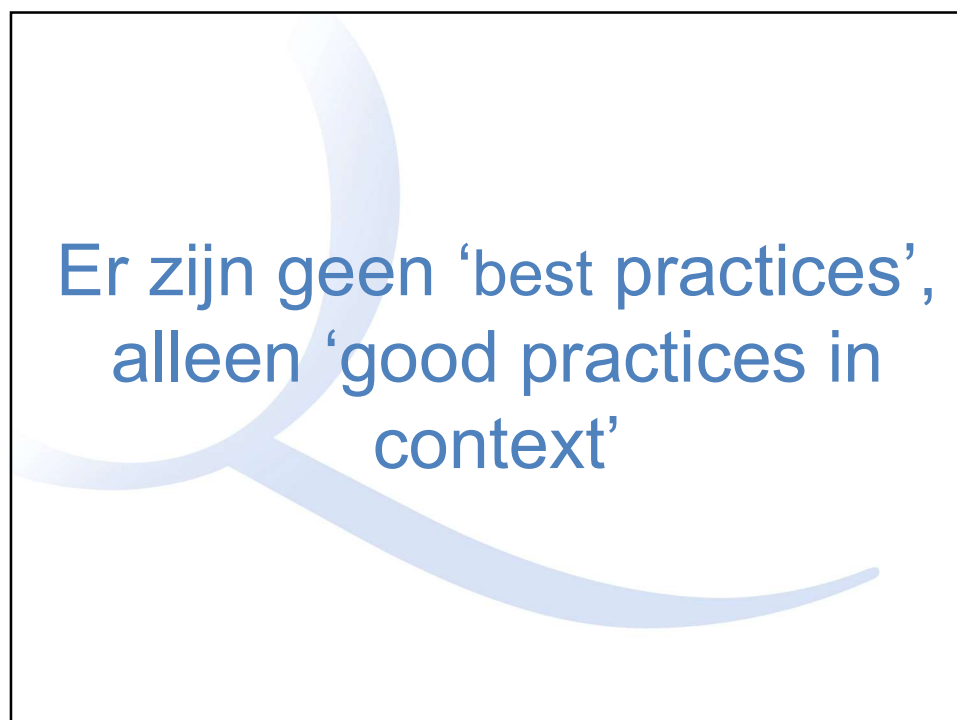 Er zijn geen ‘best practices’,
alleen ‘good practices in
context’